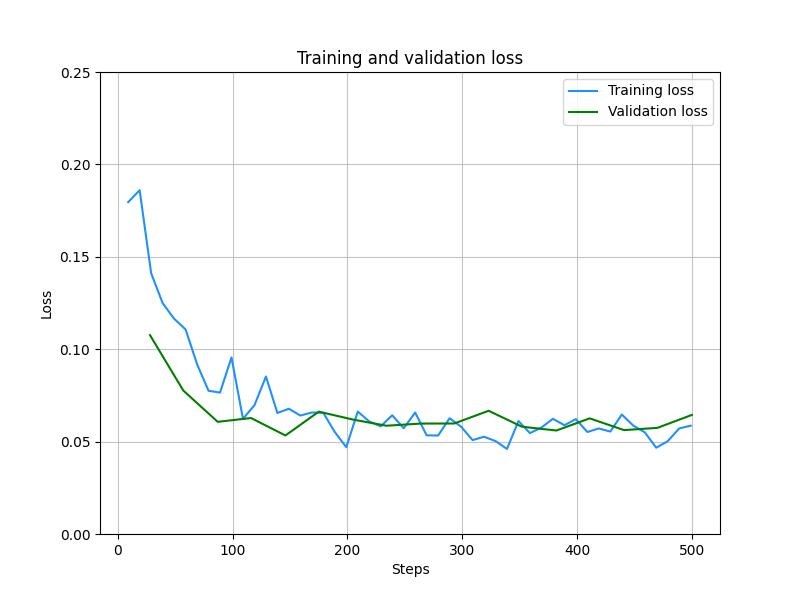 Training and validation loss
Training loss
Validation loss
0.25
0.20
0.15
0.10
0.05
0.00
Loss
0 100 200 300 400 500
Steps